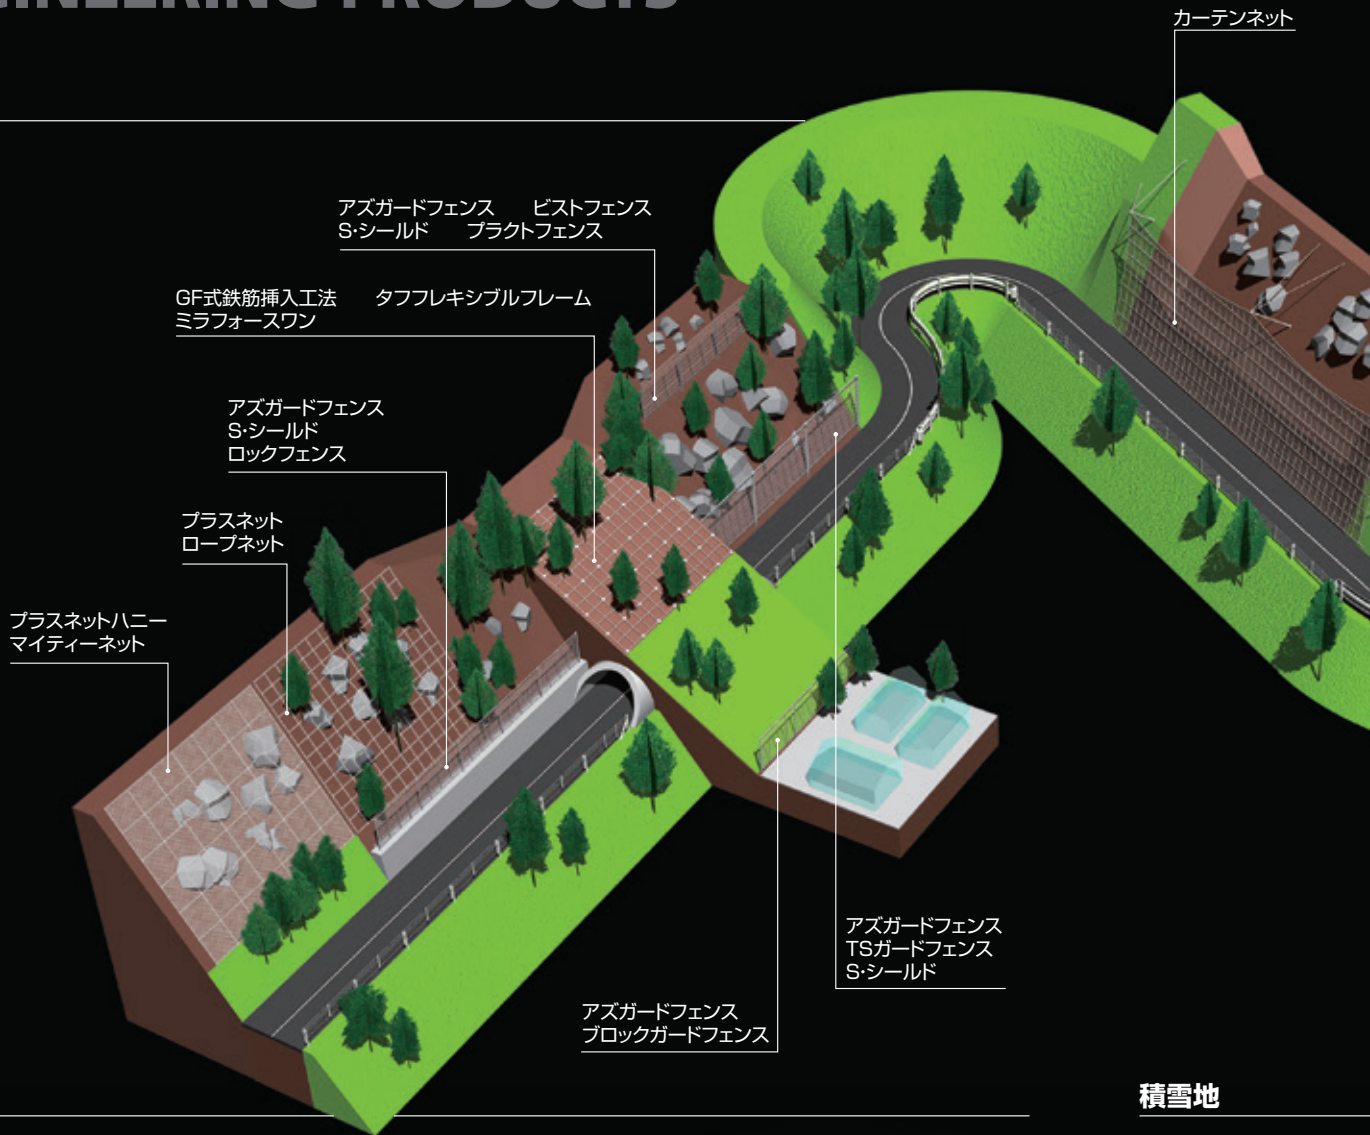 PRODUCTS
カーテンネット
アズガードフェンス　　ビストフェンス
S・シールド　　プラクトフェンス
GF式鉄筋挿入工法　　タフフレキシブルフレーム
ミラフォースワン
アズガードフェンス
S・シールド
ロックフェンス
プラスネット
ロープネット
プラスネットハニー
マイティーネット
アズガードフェンス
TSガードフェンス
S・シールド
アズガードフェンス
ブロックガードフェンス
積雪地